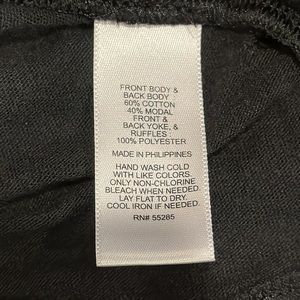 FRONT BODY &
BACK BODY
60% COTTON
40% MODAL
FRONT &
BACK YOKE, &
RUFFLES :
100% POLYESTER
MADE IN PHILIPPINES
HAND WASH COLD
WITH LIKE COLORS.
ONLY NON-CHLORINE
BLEACH WHEN NEEDED.
LAY FLAT TO DRY.
COOL IRON IF NEEDED.
RN# 55285